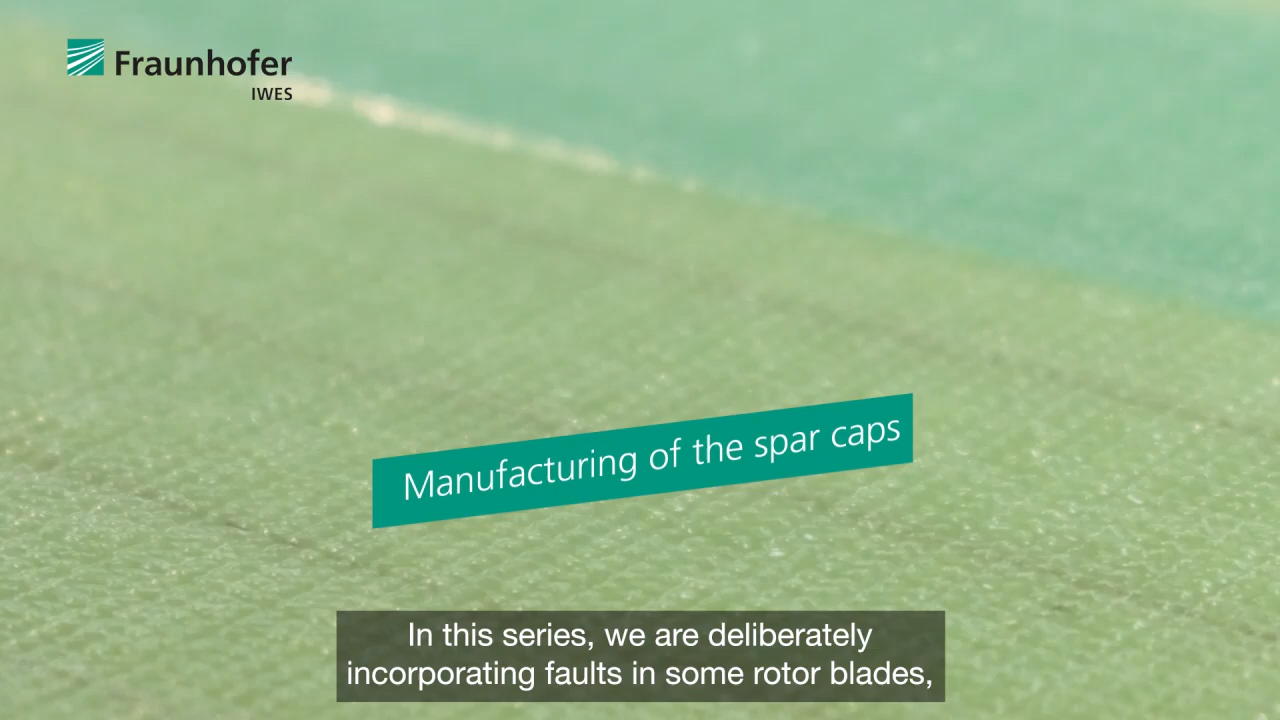 Fraunhofer
IWES
Manufacturing of the spar caps
In this series, we are deliberately
incorporating faults in some rotor blades,